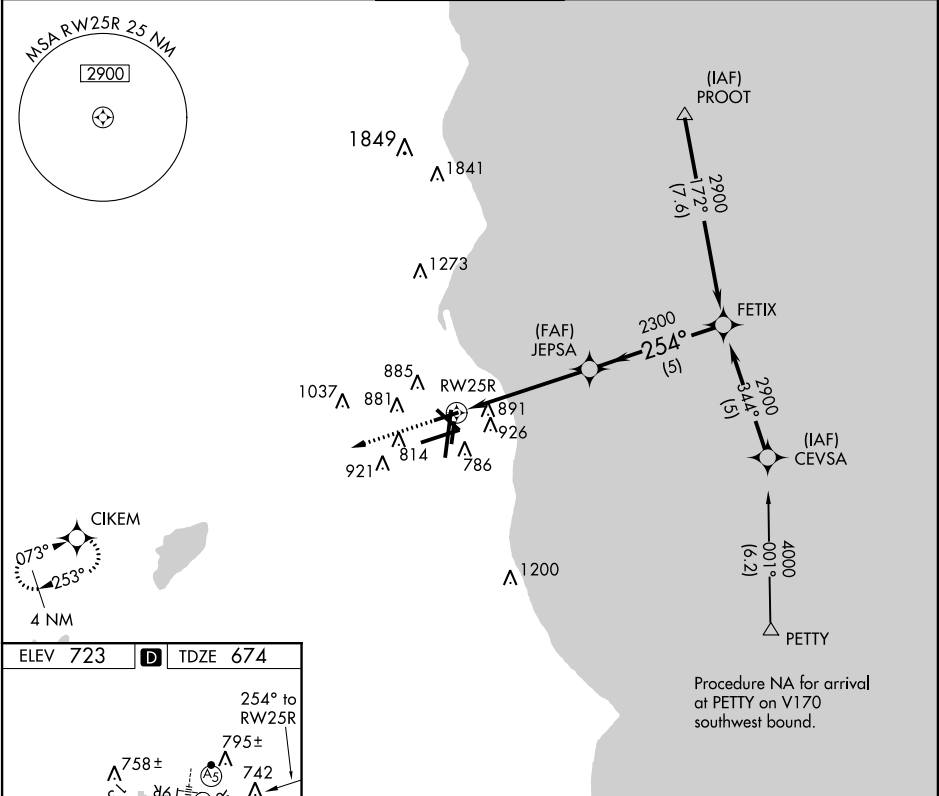 MSA RW25R 25 NM
2900
(IAF)
PROOT
2900
172°
(7.6)
1849
1841
1273
FETIX
2300
254°
(5)
(FAF)
JEPSA
2900
344°
(5)
(IAF)
CEVSA
885
RW25R
1037
881
891
926
814
921
786
CIKEM
073°
253°
4 NM
4000
001°
(6.2)
1200
PETTY
ELEV 723 D TDZE 674
Procedure NA for arrival
at PETTY on V170
southwest bound.
254° to
RW25R
795±
758±
A5
742